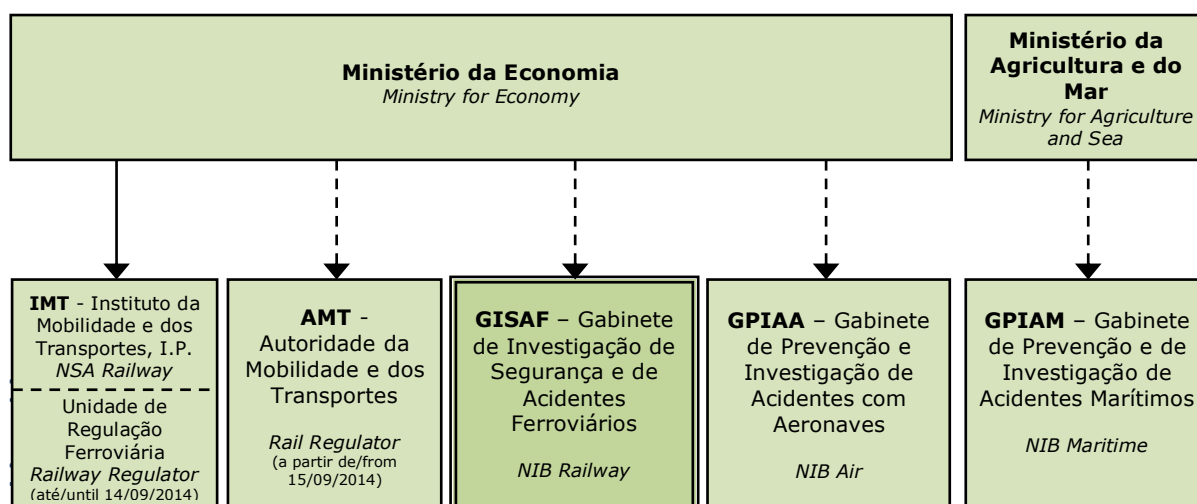 Ministério da Economia
Ministry for Economy
Ministério da
Agricultura e do
Mar
Ministry for Agriculture
and Sea
IMT - Instituto da
Mobilidade e dos
Transportes, I.P.
NSA Railway
Unidade de
Regulação
Ferroviária
Railway Regulator
(até/until 14/09/2014)
AMT -
Autoridade da
Mobilidade e dos
Transportes
Rail Regulator
(a partir de/from
15/09/2014)
GISAF – Gabinete
de Investigação de
Segurança e de
Acidentes
Ferroviários
NIB Railway
GPIAA – Gabinete
de Prevenção e
Investigação de
Acidentes com
Aeronaves
NIB Air
GPIAM – Gabinete
de Prevenção e de
Investigação de
Acidentes Marítimos
NIB Maritime